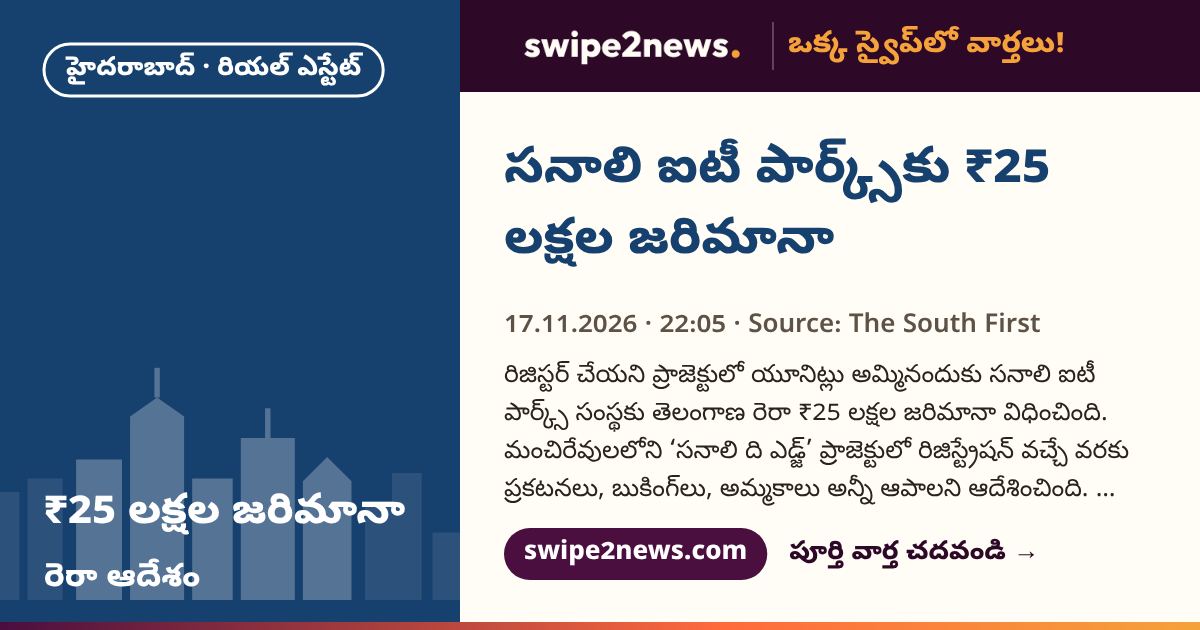 హైదరాబాద్ · రియల్ ఎస్టేట్
₹25 లక్షల జరిమానా
రెరా ఆదేశం
swipe2news.
ఒక్క స్వైప్‌లో వార్తలు!
సనాలి ఐటీ పార్క్స్‌కు ₹25
లక్షల జరిమానా
17.11.2026 · 22:05 · Source: The South First
రిజిస్టర్ చేయని ప్రాజెక్టులో యూనిట్లు అమ్మినందుకు సనాలి ఐటీ
పార్క్స్ సంస్థకు తెలంగాణ రెరా ₹25 లక్షల జరిమానా విధించింది.
మంచిరేవులలోని ‘సనాలి ది ఎడ్జ్’ ప్రాజెక్టులో రిజిస్ట్రేషన్ వచ్చే వరకు
ప్రకటనలు, బుకింగ్‌లు, అమ్మకాలు అన్నీ ఆపాలని ఆదేశించింది. ...
swipe2news.com
పూర్తి వార్త చదవండి →